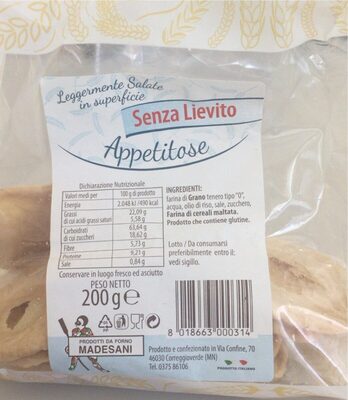 Leggermente Salate
in superficie
Senza Lievito
Appetitose
Dichiarazione Nutrizionale
Valori medi per 100 g di prodotto
Energia 2.048 kJ /490 kcal
Grassi 22,09 g
di cui acidi grassi saturi 5,58 g
Carboidrati 63,64 g
di cui zuccheri 18,62 g
Fibre 5,73 g
Proteine 9,21 g
Sale 0,84 g
Conservare in luogo fresco ed asciutto
PESO NETTO
200 g e
INGREDIENTI:
farina di Grano tenero tipo "0",
acqua, olio di riso, sale, zucchero,
Farina di cereali maltata.
Prodotto che contiene glutine.
Lotto / Da consumarsi
preferibilmente entro il:
vedi sigillo.
8 018663 000314
PP
PRODOTTI DA FORNO
MADESANI
Prodotto e confezionato in Via Confine, 70
46030 Correggioverde (MN)
Tel. 0375 86106
PRODOTTO ITALIANO